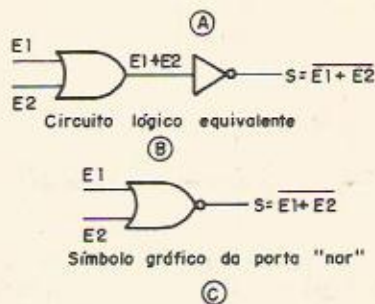 A
E1
E1+E2
S= E1+ E2
E2
Circuito lógico equivalente
B
E1
S= E1+ E2
E2
Símbolo gráfico da porta "nor"
C